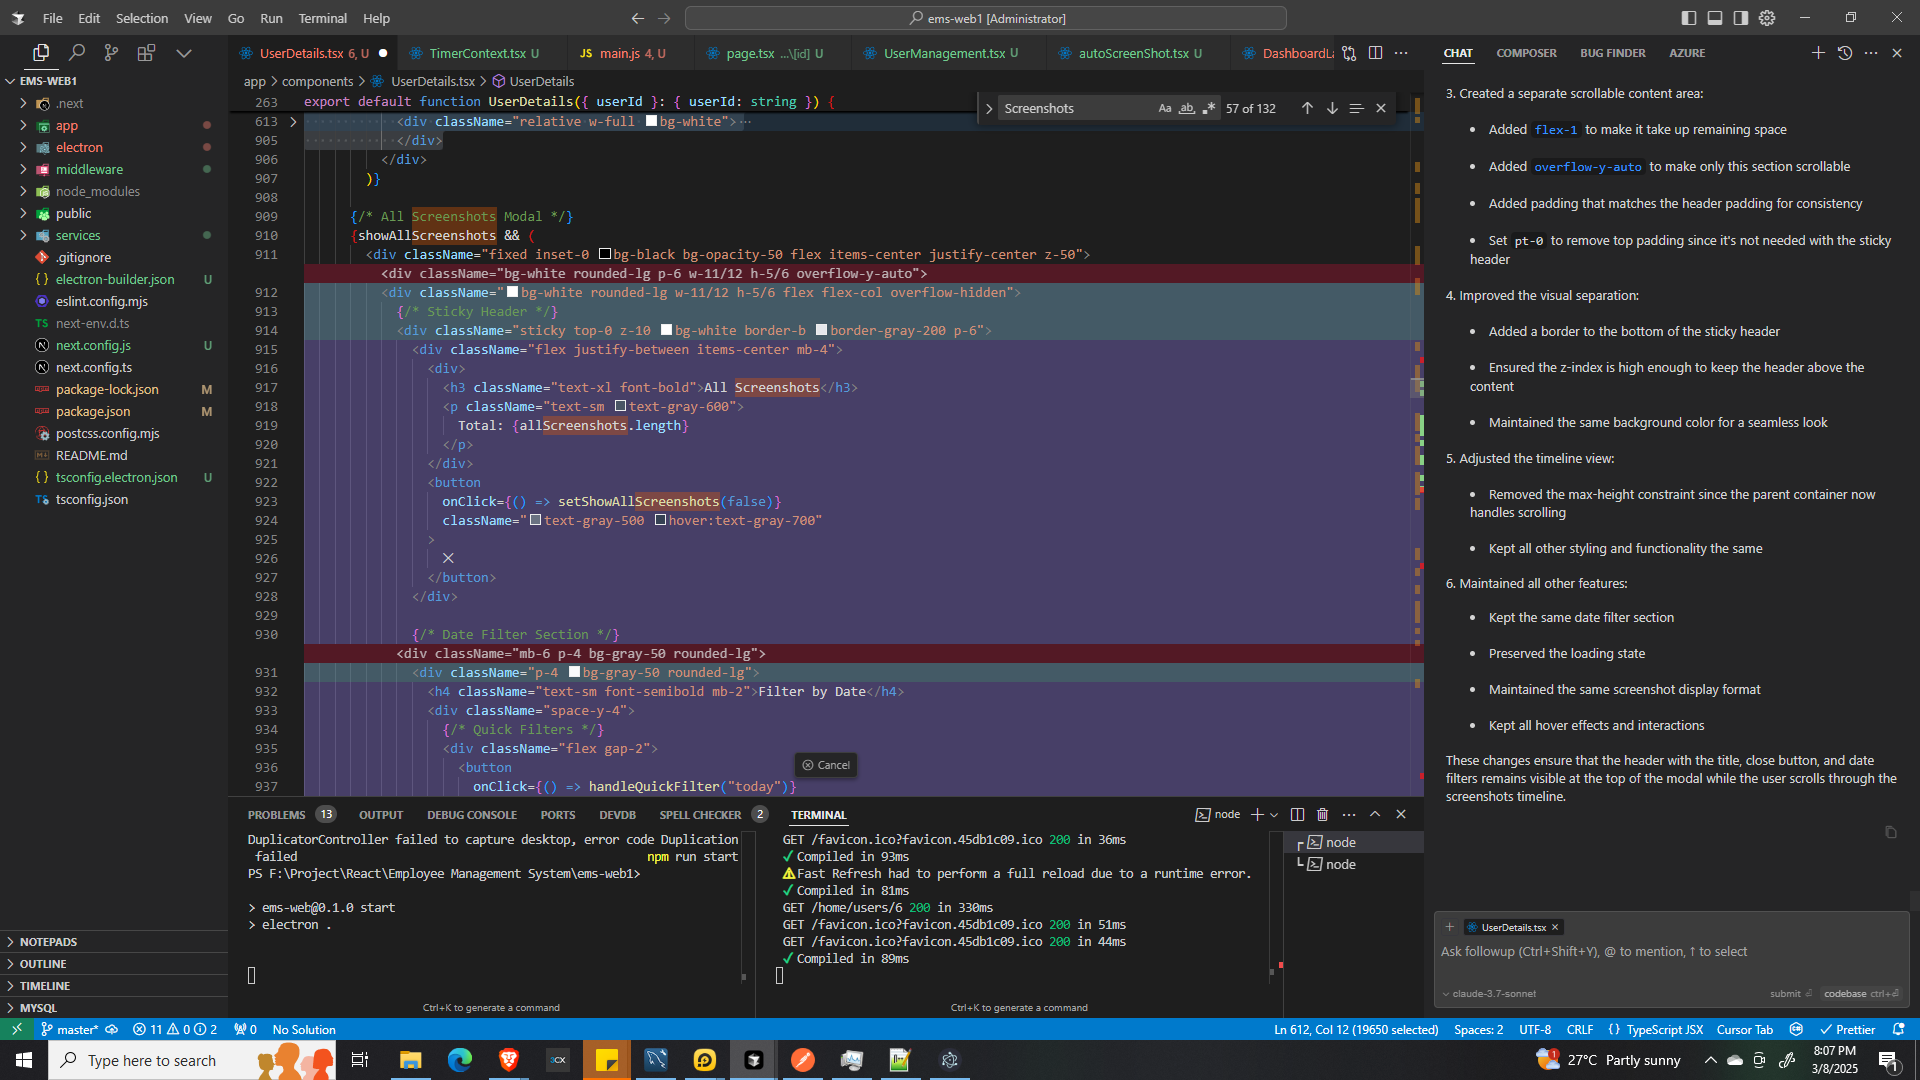 File Edit Selection View Go Run Terminal Help
ems-web1 [Administrator]
UserDetails.tsx 6, U
TimerContext.tsx U
JS main.js 4, U
page.tsx ...\[id] U
UserManagement.tsx U
autoScreenShot.tsx U
DashboardLa
EMS-WEB1
.next
app
electron
middleware
node_modules
public
services
.gitignore
electron-builder.json U
eslint.config.mjs
TS next-env.d.ts
next.config.js U
next.config.ts
package-lock.json M
package.json M
postcss.config.mjs
README.md
tsconfig.electron.json U
tsconfig.json
NOTEPADS
OUTLINE
TIMELINE
MYSQL
app > components > UserDetails.tsx > UserDetails
Screenshots Aa ab 57 of 132
263 export default function UserDetails({ userId }: { userId: string }) {
613 <div className="relative w-full bg-white"> ...
905 </div>
906 </div>
907 )}
908
909 {/* All Screenshots Modal */}
910 {showAllScreenshots && (
911 <div className="fixed inset-0 bg-black bg-opacity-50 flex items-center justify-center z-50">
<div className="bg-white rounded-lg p-6 w-11/12 h-5/6 overflow-y-auto">
912 <div className="bg-white rounded-lg w-11/12 h-5/6 flex flex-col overflow-hidden">
913 {/* Sticky Header */}
914 <div className="sticky top-0 z-10 bg-white border-b border-gray-200 p-6">
915 <div className="flex justify-between items-center mb-4">
916 <div>
917 <h3 className="text-xl font-bold">All Screenshots</h3>
918 <p className="text-sm text-gray-600">
919 Total: {allScreenshots.length}
920 </p>
921 </div>
922 <button
923 onClick={() => setShowAllScreenshots(false)}
924 className="text-gray-500 hover:text-gray-700"
925 >
926 ✕
927 </button>
928 </div>
929
930 {/* Date Filter Section */}
<div className="mb-6 p-4 bg-gray-50 rounded-lg">
931 <div className="p-4 bg-gray-50 rounded-lg">
932 <h4 className="text-sm font-semibold mb-2">Filter by Date</h4>
933 <div className="space-y-4">
934 {/* Quick Filters */}
935 <div className="flex gap-2">
936 <button
937 onClick={() => handleQuickFilter("today")}
Cancel
PROBLEMS 13 OUTPUT DEBUG CONSOLE PORTS DEVDB SPELL CHECKER 2 TERMINAL
node
DuplicatorController failed to capture desktop, error code Duplication
failed npm run start
PS F:\Project\React\Employee Management System\ems-web1>
> ems-web@0.1.0 start
> electron .
Ctrl+K to generate a command
GET /favicon.ico?favicon.45db1c09.ico 200 in 36ms
✓ Compiled in 93ms
⚠ Fast Refresh had to perform a full reload due to a runtime error.
✓ Compiled in 81ms
GET /home/users/6 200 in 330ms
GET /favicon.ico?favicon.45db1c09.ico 200 in 51ms
GET /favicon.ico?favicon.45db1c09.ico 200 in 44ms
✓ Compiled in 89ms
Ctrl+K to generate a command
node
node
CHAT COMPOSER BUG FINDER AZURE
3. Created a separate scrollable content area:
• Added flex-1 to make it take up remaining space
• Added overflow-y-auto to make only this section scrollable
• Added padding that matches the header padding for consistency
• Set pt-0 to remove top padding since it's not needed with the sticky
header
4. Improved the visual separation:
• Added a border to the bottom of the sticky header
• Ensured the z-index is high enough to keep the header above the
content
• Maintained the same background color for a seamless look
5. Adjusted the timeline view:
• Removed the max-height constraint since the parent container now
handles scrolling
• Kept all other styling and functionality the same
6. Maintained all other features:
• Kept the same date filter section
• Preserved the loading state
• Maintained the same screenshot display format
• Kept all hover effects and interactions
These changes ensure that the header with the title, close button, and date
filters remains visible at the top of the modal while the user scrolls through the
screenshots timeline.
UserDetails.tsx
Ask followup (Ctrl+Shift+Y), @ to mention, ↑ to select
claude-3.7-sonnet submit codebase ctrl+⏎
master* 11 0 2 0 No Solution
Ln 612, Col 12 (19650 selected) Spaces: 2 UTF-8 CRLF {} TypeScript JSX Cursor Tab Prettier
Type here to search
27°C Partly sunny
8:07 PM
3/8/2025
1